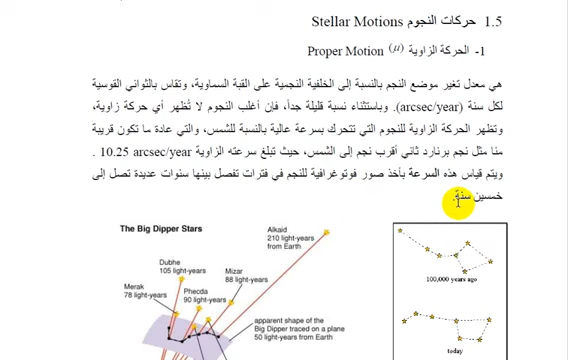 1.5 حركات النجوم Stellar Motions
1- الحركة الزاوية Proper Motion (μ)
هي معدل تغير موضع النجم بالنسبة إلى الخلفية النجمية على القبة السماوية، وتقاس بالثواني القوسية
لكل سنة (arcsec/year). وباستثناء نسبة قليلة جداً، فإن أغلب النجوم لا تُظهر أي حركة زاوية،
وتظهر الحركة الزاوية للنجوم التي تتحرك بسرعة عالية بالنسبة للشمس، والتي عادة ما تكون قريبة
منا مثل نجم برنارد ثاني أقرب نجم إلى الشمس، حيث تبلغ سرعته الزاوية 10.25 arcsec/year .
ويتم قياس هذه السرعة بأخذ صور فوتوغرافية للنجم في فترات تفصل بينها سنوات عديدة تصل إلى
خمسين سنة.
The Big Dipper Stars
Alkaid
210 light-years
from Earth
Dubhe
105 light-years
Mizar
88 light-years
Merak
78 light-years
Phecda
90 light-years
apparent shape of the
Big Dipper traced on a plane
50 light-years from Earth
100,000 years ago
today